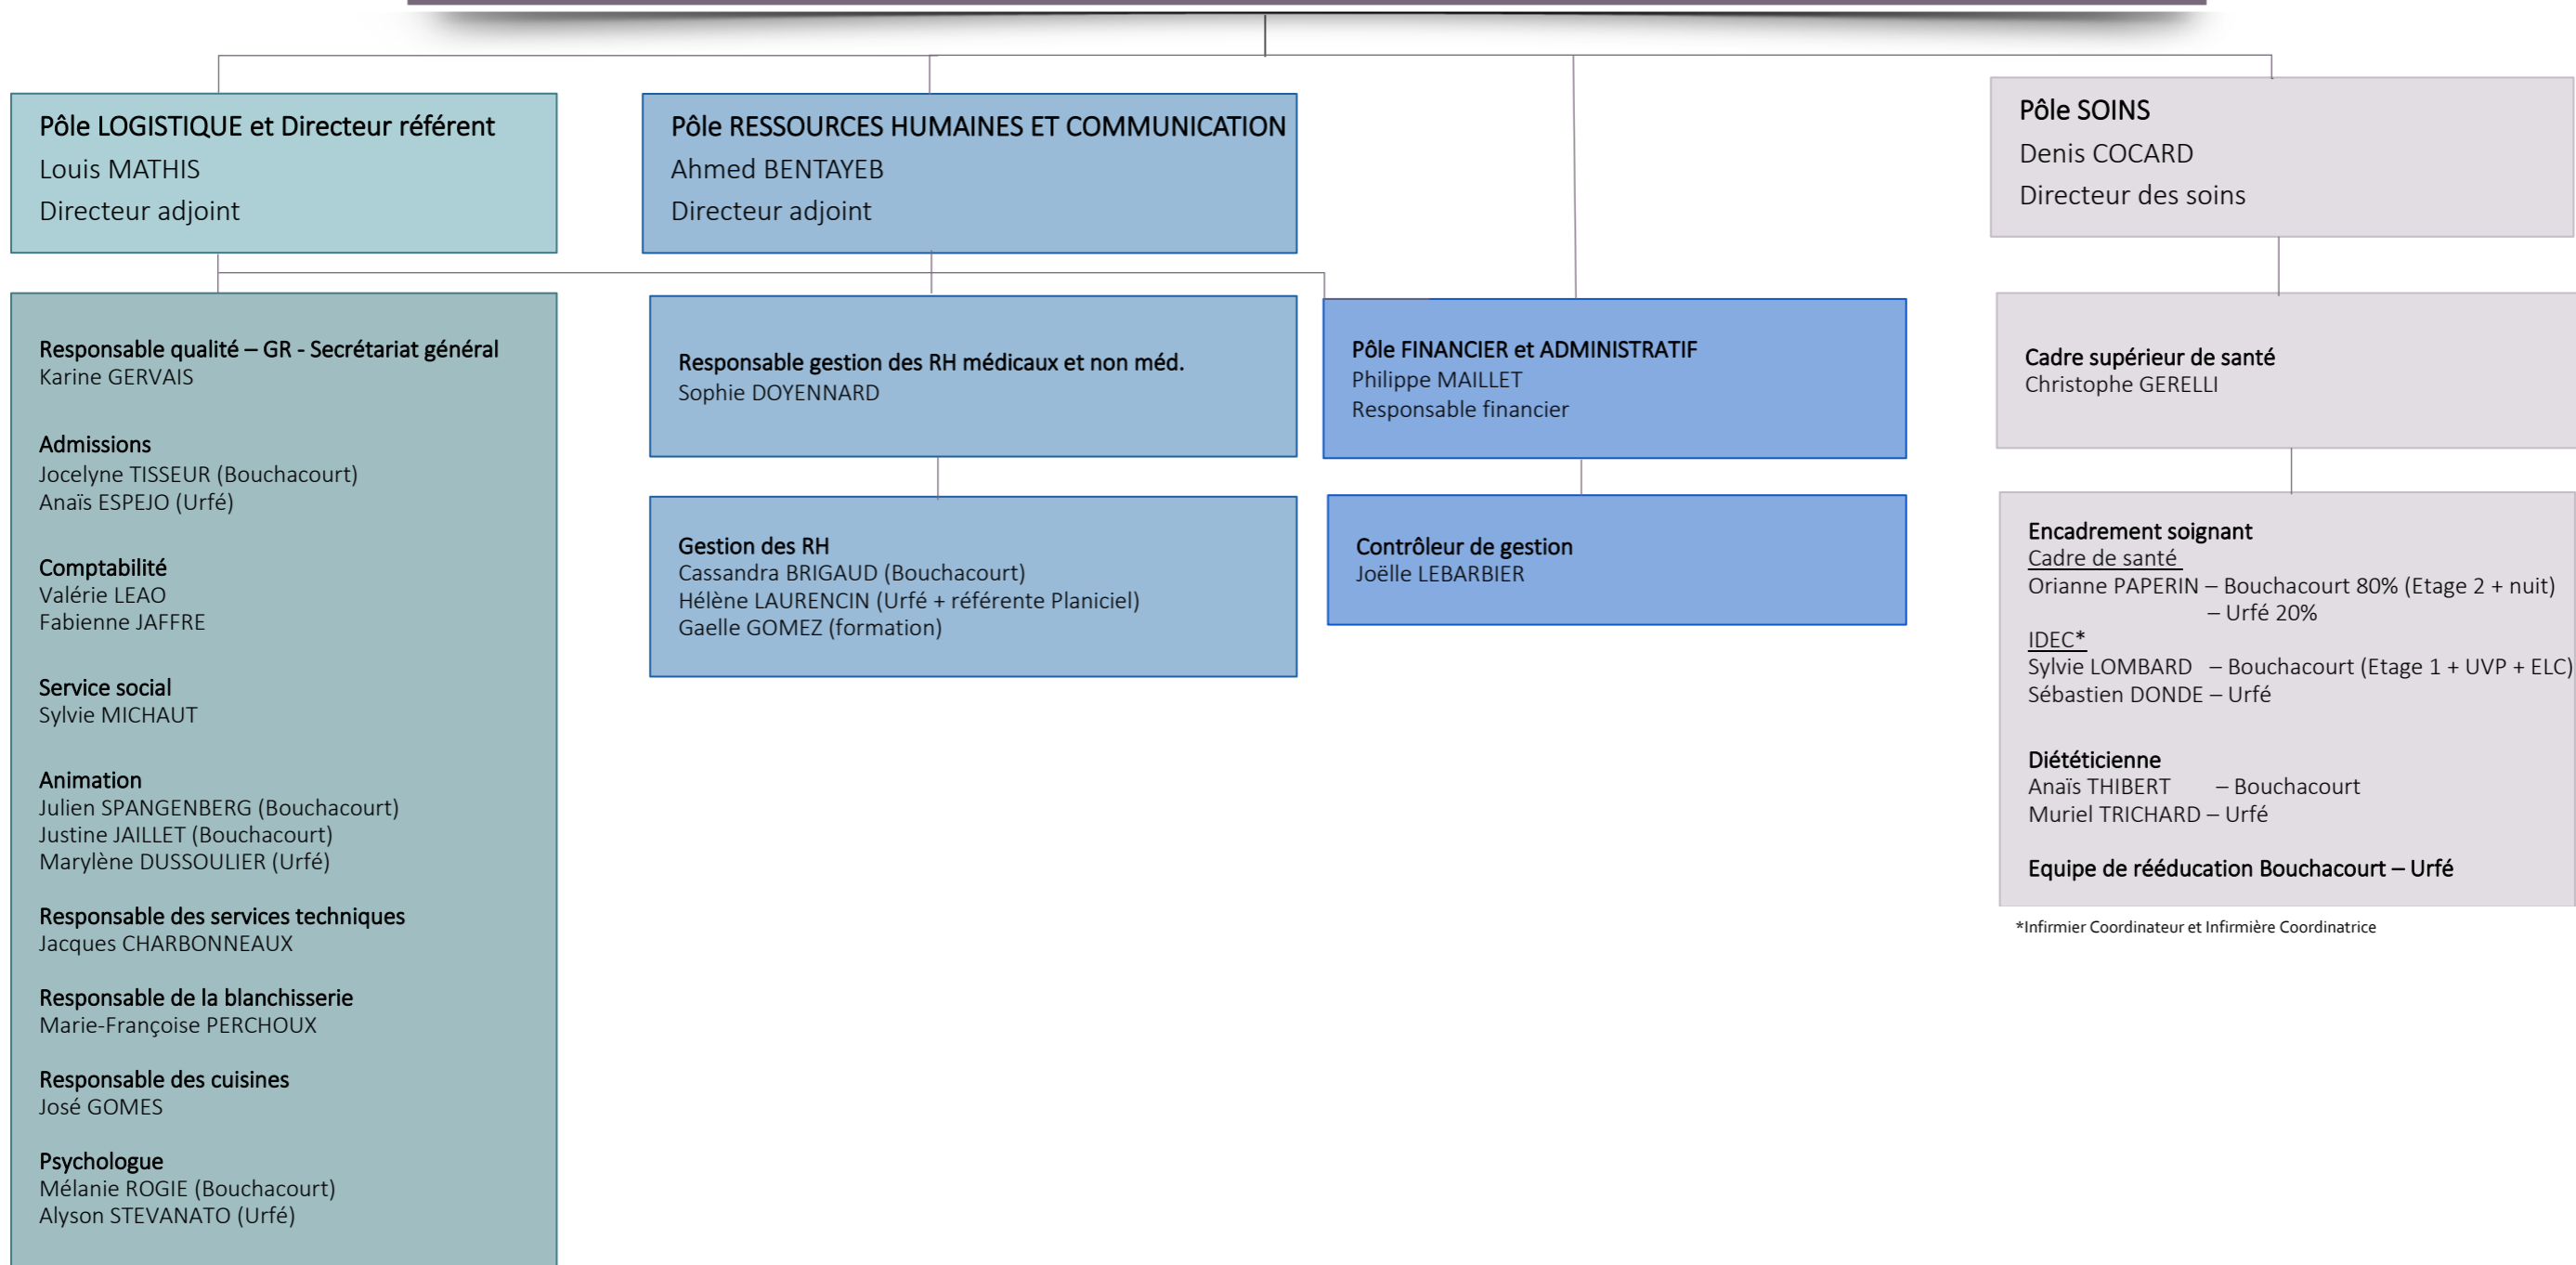 Pôle LOGISTIQUE et Directeur référent
Louis MATHIS
Directeur adjoint
Pôle RESSOURCES HUMAINES ET COMMUNICATION
Ahmed BENTAYEB
Directeur adjoint
Pôle SOINS
Denis COCARD
Directeur des soins
Responsable qualité – GR - Secrétariat général
Karine GERVAIS
Admissions
Jocelyne TISSEUR (Bouchacourt)
Anaïs ESPEJO (Urfé)
Comptabilité
Valérie LEAO
Fabienne JAFFRE
Service social
Sylvie MICHAUT
Animation
Julien SPANGENBERG (Bouchacourt)
Justine JAILLET (Bouchacourt)
Marylène DUSSOULIER (Urfé)
Responsable des services techniques
Jacques CHARBONNEAUX
Responsable de la blanchisserie
Marie-Françoise PERCHOUX
Responsable des cuisines
José GOMES
Psychologue
Mélanie ROGIE (Bouchacourt)
Alyson STEVANATO (Urfé)
Responsable gestion des RH médicaux et non méd.
Sophie DOYENNARD
Gestion des RH
Cassandra BRIGAUD (Bouchacourt)
Hélène LAURENCIN (Urfé + référente Planiciel)
Gaelle GOMEZ (formation)
Pôle FINANCIER et ADMINISTRATIF
Philippe MAILLET
Responsable financier
Contrôleur de gestion
Joëlle LEBARBIER
Cadre supérieur de santé
Christophe GERELLI
Encadrement soignant
Cadre de santé
Orianne PAPERIN – Bouchacourt 80% (Etage 2 + nuit)
– Urfé 20%
IDEC*
Sylvie LOMBARD – Bouchacourt (Etage 1 + UVP + ELC)
Sébastien DONDE – Urfé
Diététicienne
Anaïs THIBERT – Bouchacourt
Muriel TRICHARD – Urfé
Equipe de rééducation Bouchacourt – Urfé
*Infirmier Coordinateur et Infirmière Coordinatrice